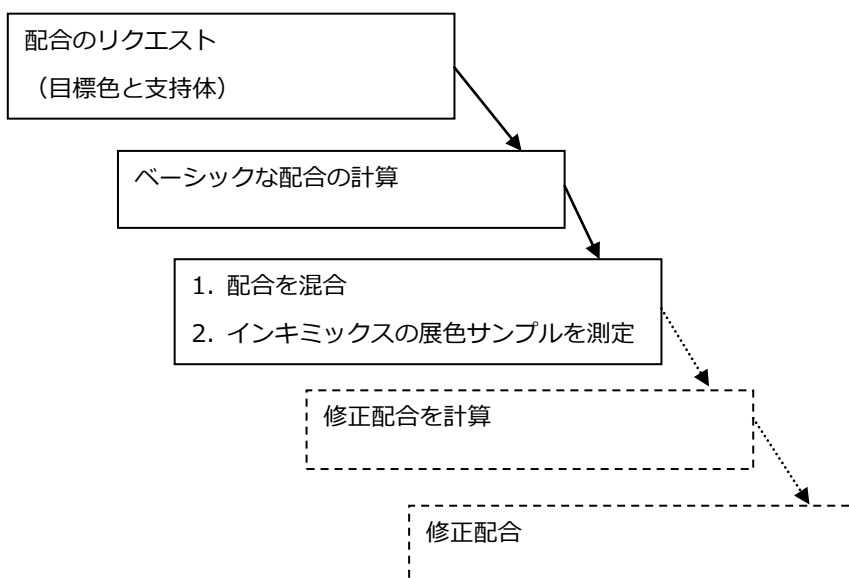 配合のリクエスト
（目標色と支持体）
ベーシックな配合の計算
1. 配合を混合
2. インキミックスの展色サンプルを測定
修正配合を計算
修正配合